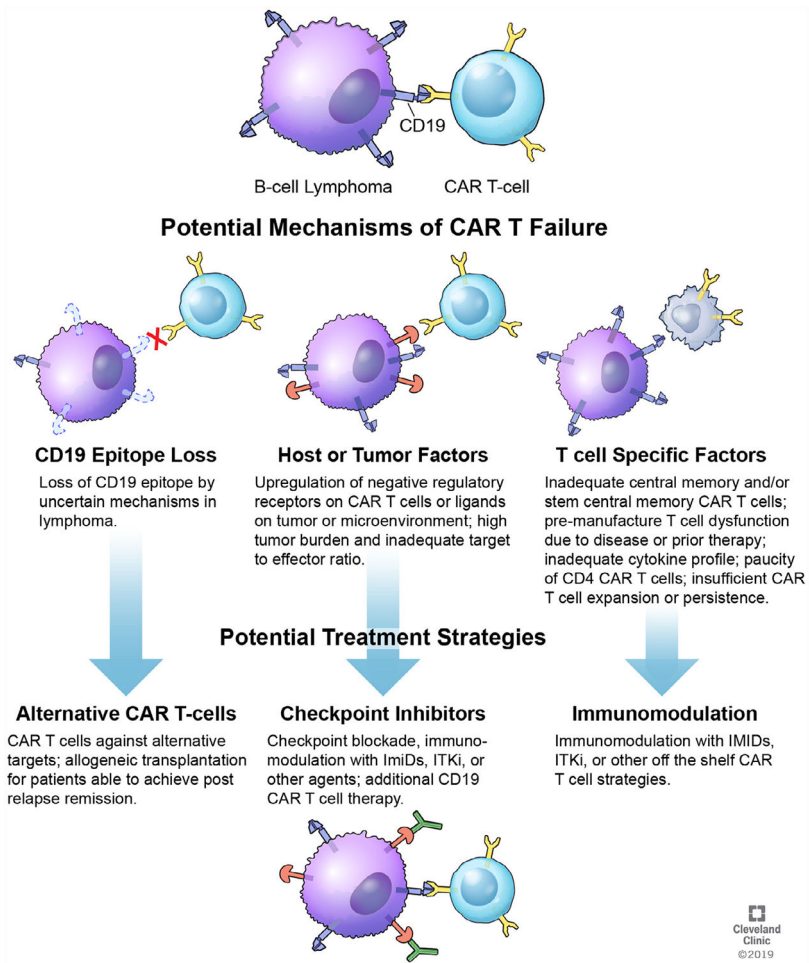 CD19
B-cell Lymphoma
CAR T-cell
Potential Mechanisms of CAR T Failure
CD19 Epitope Loss
Loss of CD19 epitope by
uncertain mechanisms in
lymphoma.
Host or Tumor Factors
Upregulation of negative regulatory
receptors on CAR T cells or ligands
on tumor or microenvironment; high
tumor burden and inadequate target
to effector ratio.
T cell Specific Factors
Inadequate central memory and/or
stem central memory CAR T cells;
pre-manufacture T cell dysfunction
due to disease or prior therapy;
inadequate cytokine profile; paucity
of CD4 CAR T cells; insufficient CAR
T cell expansion or persistence.
Potential Treatment Strategies
Alternative CAR T-cells
CAR T cells against alternative
targets; allogeneic transplantation
for patients able to achieve post
relapse remission.
Checkpoint Inhibitors
Checkpoint blockade, immuno-
modulation with ImiDs, ITKi, or
other agents; additional CD19
CAR T cell therapy.
Immunomodulation
Immunomodulation with IMIDs,
ITKi, or other off the shelf CAR
T cell strategies.
Cleveland
Clinic
©2019